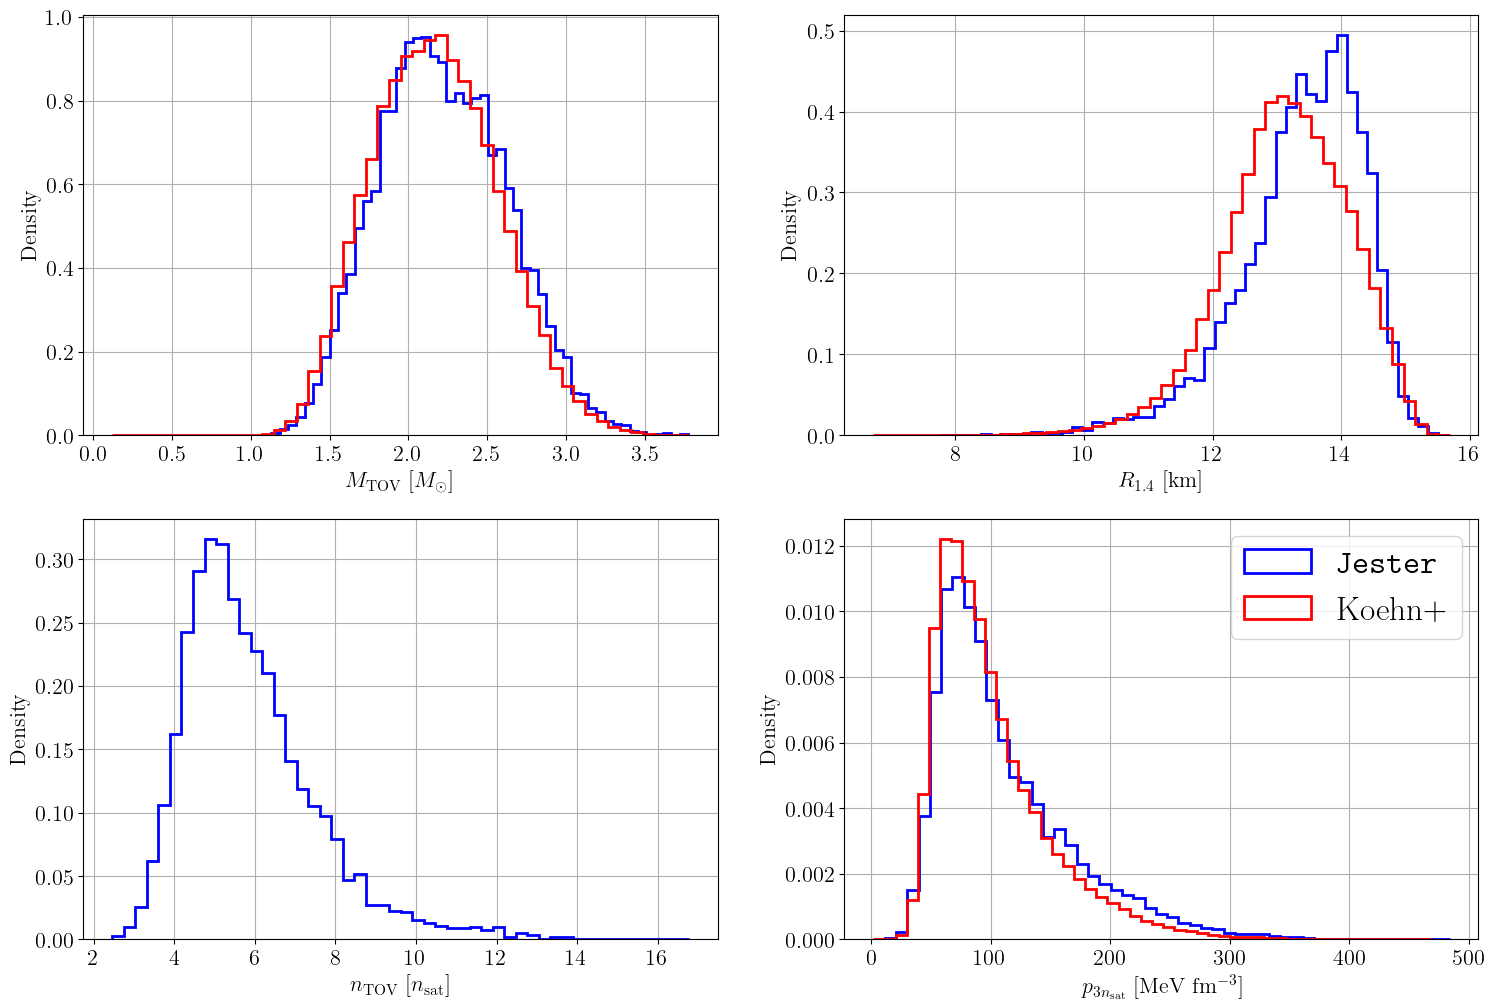 1.0
0.8
0.6
0.4
0.2
0.0
Density
0.0 0.5 1.0 1.5 2.0 2.5 3.0 3.5
M_TOV [M_⊙]
0.5
0.4
0.3
0.2
0.1
0.0
Density
8 10 12 14 16
R_1.4 [km]
0.30
0.25
0.20
0.15
0.10
0.05
0.00
Density
2 4 6 8 10 12 14 16
n_TOV [n_sat]
0.012
0.010
0.008
0.006
0.004
0.002
0.000
Density
Jester
Koehn+
0 100 200 300 400 500
p_3n_sat [MeV fm⁻³]